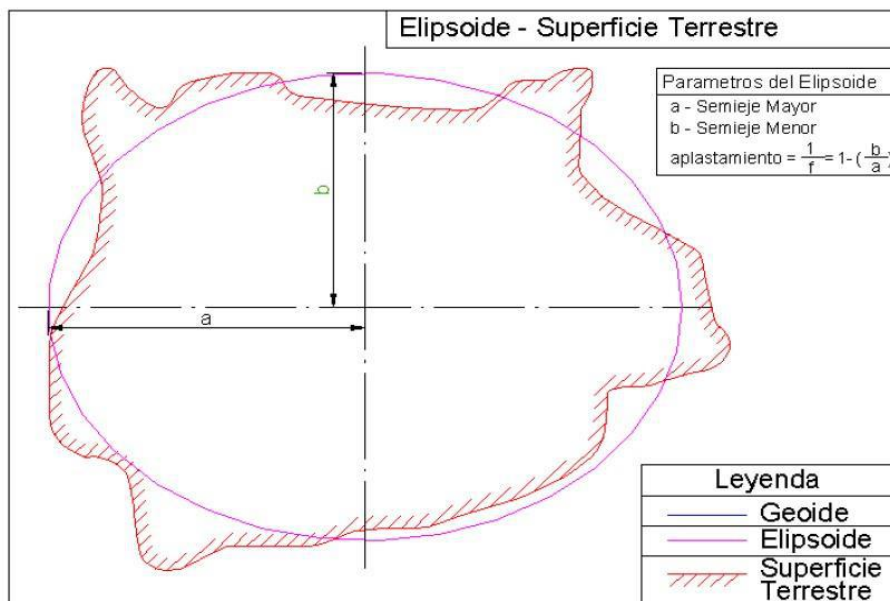 Elipsoide - Superficie Terrestre
Parametros del Elipsoide
a - Semieje Mayor
b - Semieje Menor
aplastamiento = 1/f = 1-(b/a)
b
a
Leyenda
Geoide
Elipsoide
Superficie
Terrestre